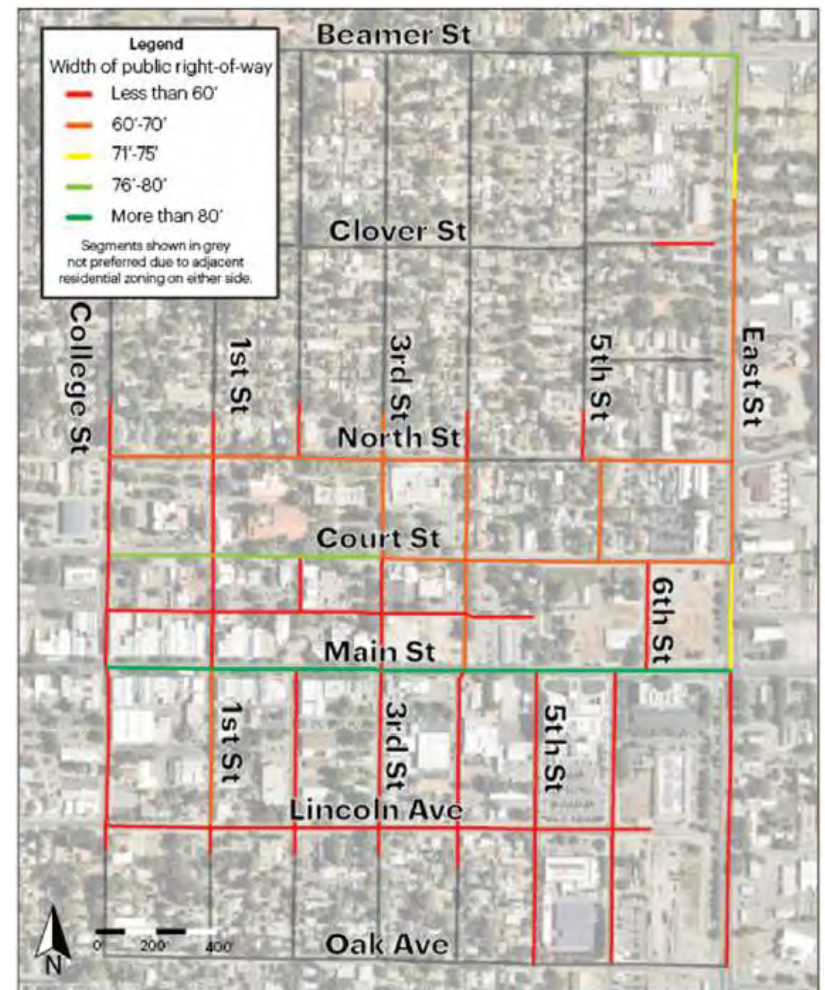 Beamer St
Legend
Width of public right-of-way
Less than 60'
60'-70'
71'-75'
76'-80'
More than 80'
Segments shown in grey
not preferred due to adjacent
residential zoning on either side.
Clover St
College St
1st St
3rd St
5th St
East St
North St
Court St
6th St
Main St
1st St
3rd St
5th St
Lincoln Ave
Oak Ave
N
0' 200' 400'